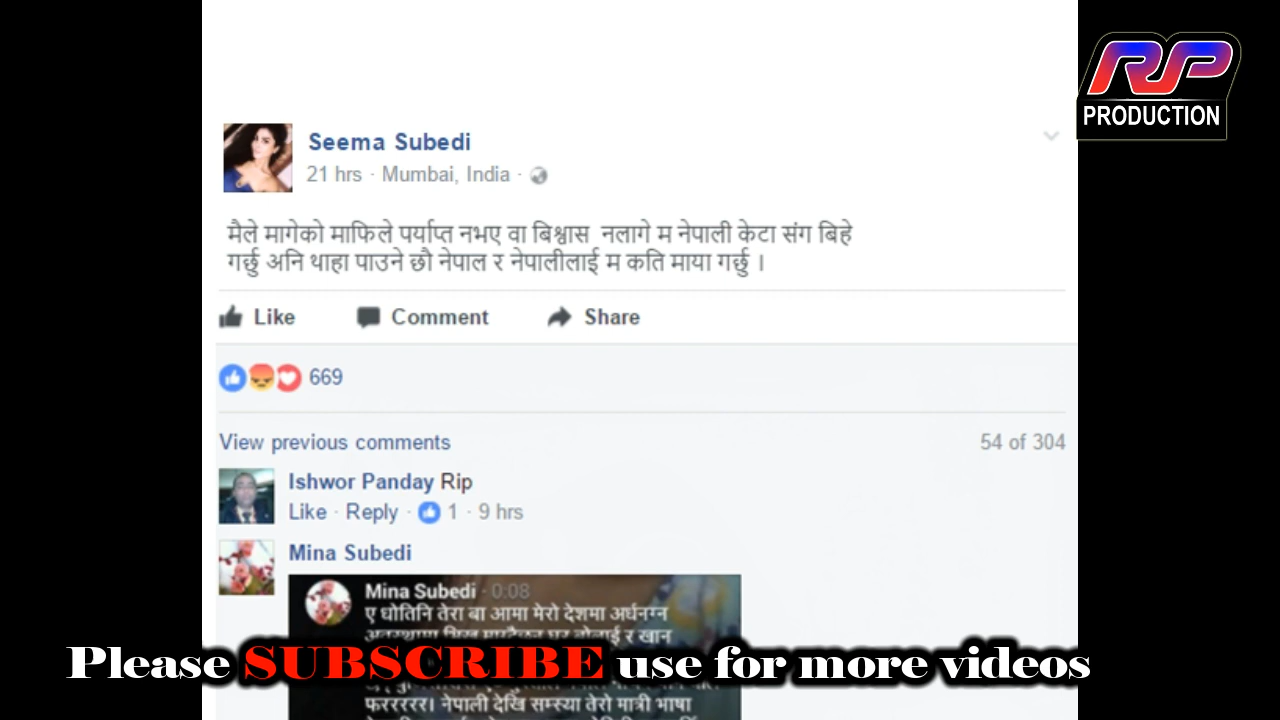 RP
PRODUCTION
Seema Subedi
21 hrs · Mumbai, India ·
मैले मागेको माफिले पर्याप्त नभए वा बिश्वास नलागे म नेपाली केटा संग बिहे
गर्छु अनि थाहा पाउने छौ नेपाल र नेपालीलाई म कति माया गर्छु ।
Like Comment Share
669
View previous comments 54 of 304
Ishwor Panday Rip
Like · Reply · 1 · 9 hrs
Mina Subedi
Mina Subedi · 0:08
ए धोतिनि तेरा बा आमा मेरो देशमा अर्धनग्न
र खान
Please SUBSCRIBE use for more videos
फरररररर। नेपाली देखि सम्स्या तेरो मात्री भाषा